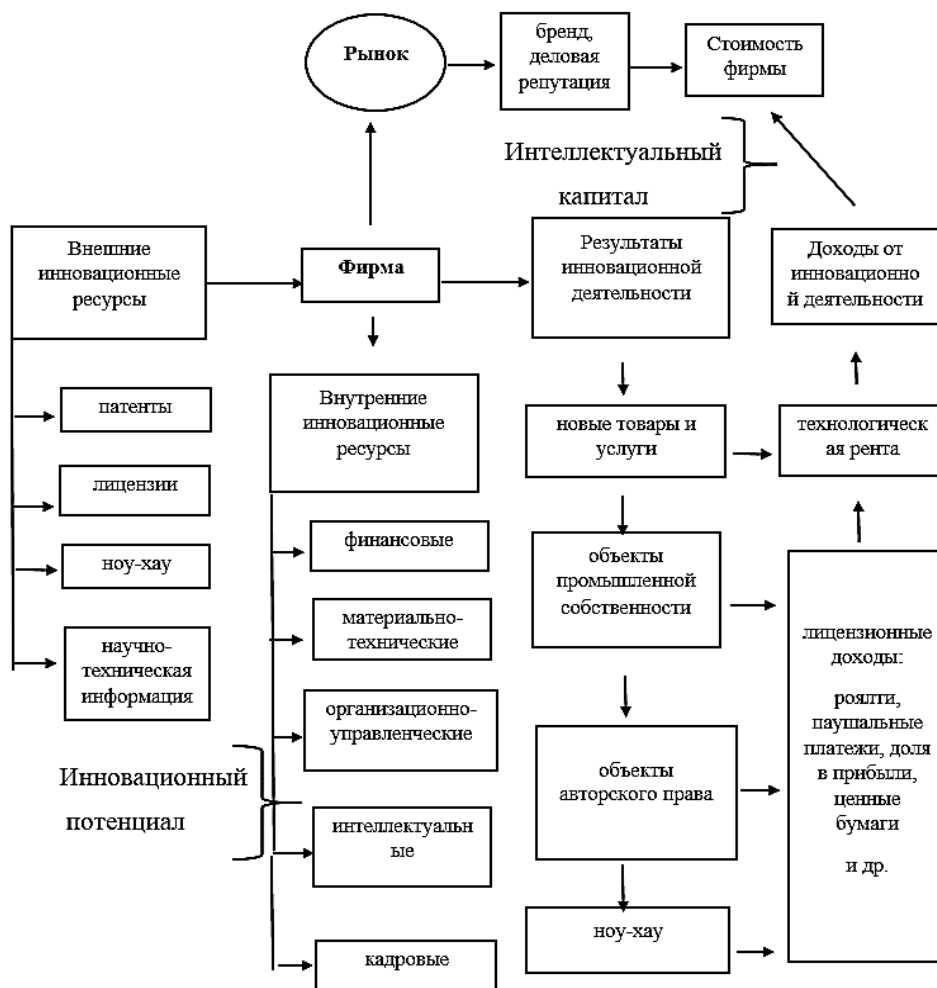 Рынок
бренд,
деловая
репутация
Стоимость
фирмы
Интеллектуальный
капитал
Внешние
инновационные
ресурсы
Фирма
Результаты
инновационной
деятельности
Доходы от
инновационно
й деятельности
патенты
лицензии
ноу-хау
научно-
техническая
информация
Внутренние
инновационные
ресурсы
финансовые
материально-
технические
организационно-
управленческие
интеллектуальн
ые
кадровые
Инновационный
потенциал
новые товары и
услуги
объекты
промышленной
собственности
объекты
авторского права
ноу-хау
технологическ
ая рента
лицензионные
доходы:
роялти,
паушальные
платежи, доля
в прибыли,
ценные
бумаги
и др.